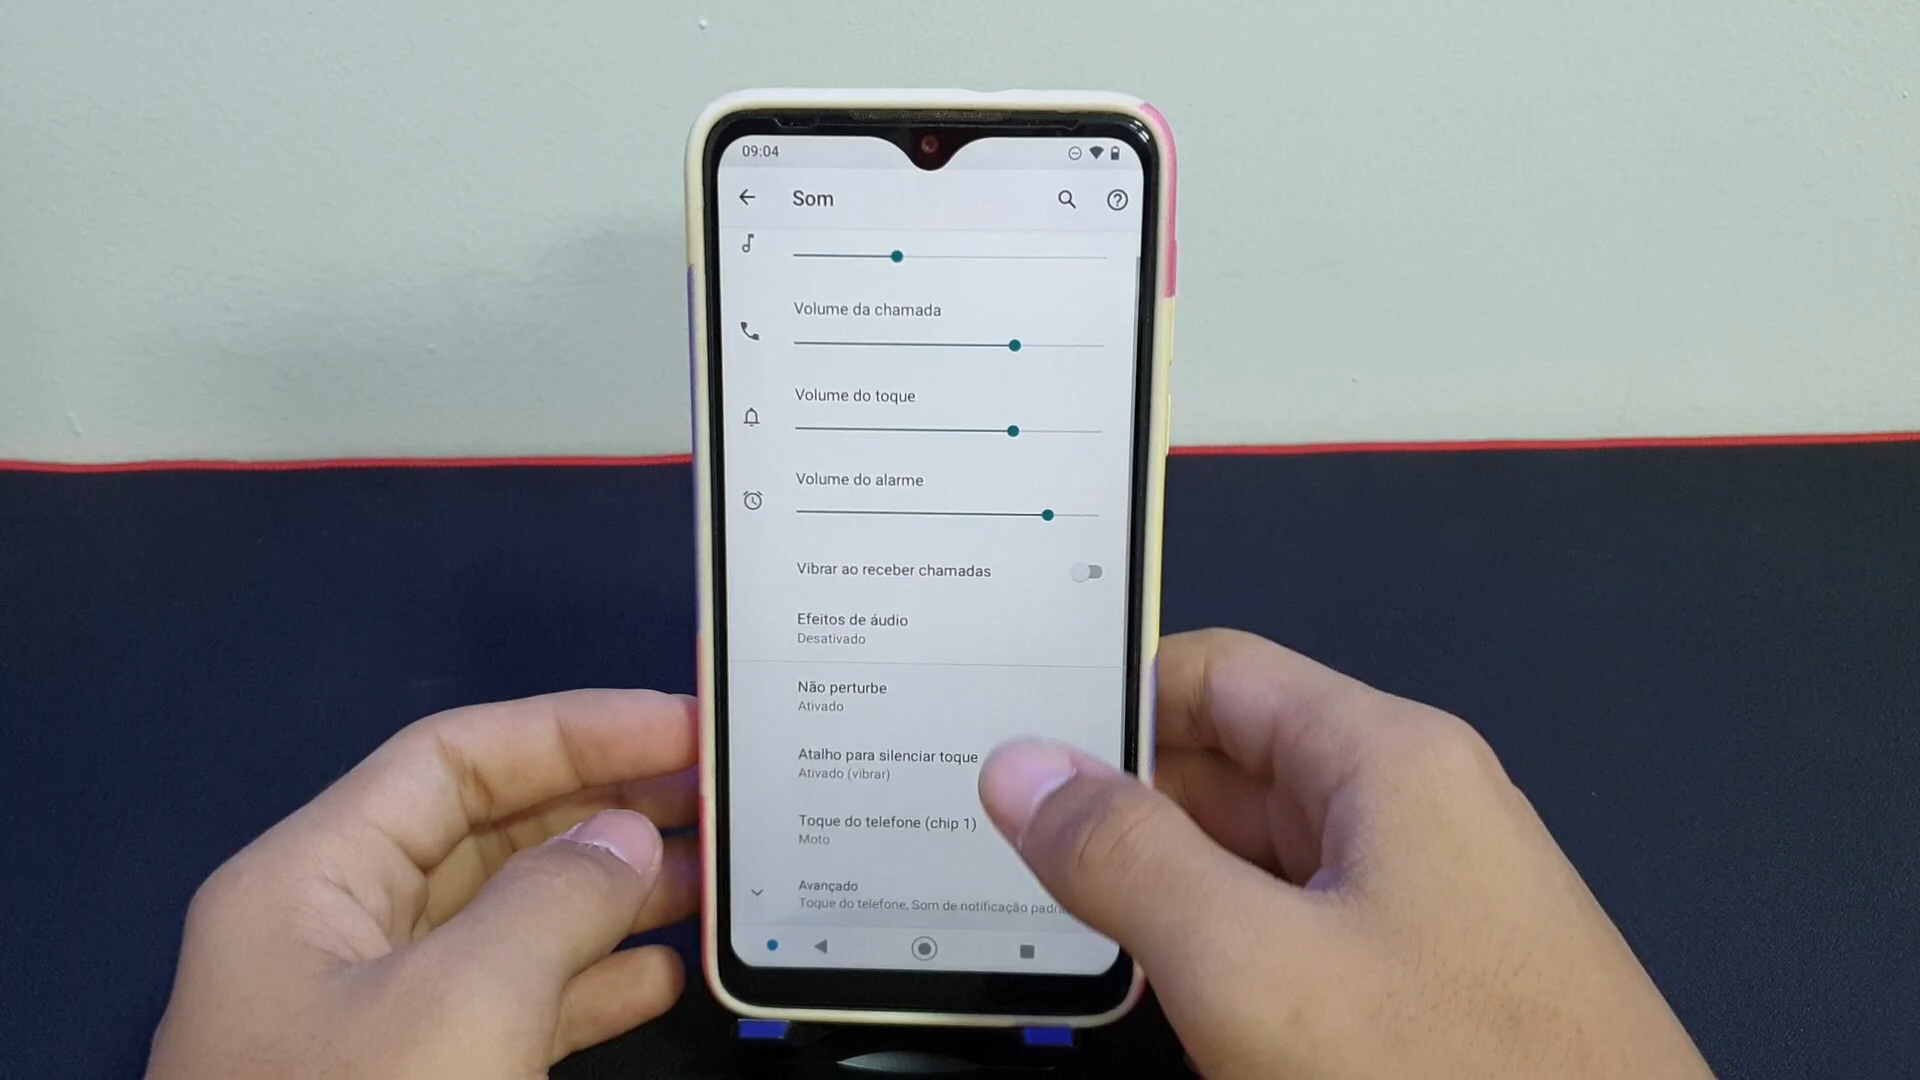 09:04
Som
Volume da chamada
Volume do toque
Volume do alarme
Vibrar ao receber chamadas
Efeitos de áudio
Desativado
Não perturbe
Ativado
Atalho para silenciar toque
Ativado (vibrar)
Toque do telefone (chip 1)
Moto
Avançado
Toque do telefone, Som de notificação